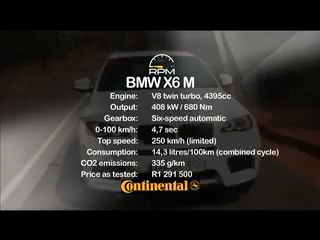 RPM
BMW X6 M
Engine: V8 twin turbo, 4395cc
Output: 408 kW / 680 Nm
Gearbox: Six-speed automatic
0-100 km/h: 4,7 sec
Top speed: 250 km/h (limited)
Consumption: 14,3 litres/100km (combined cycle)
CO2 emissions: 335 g/km
Price as tested: R1 291 500
Continental